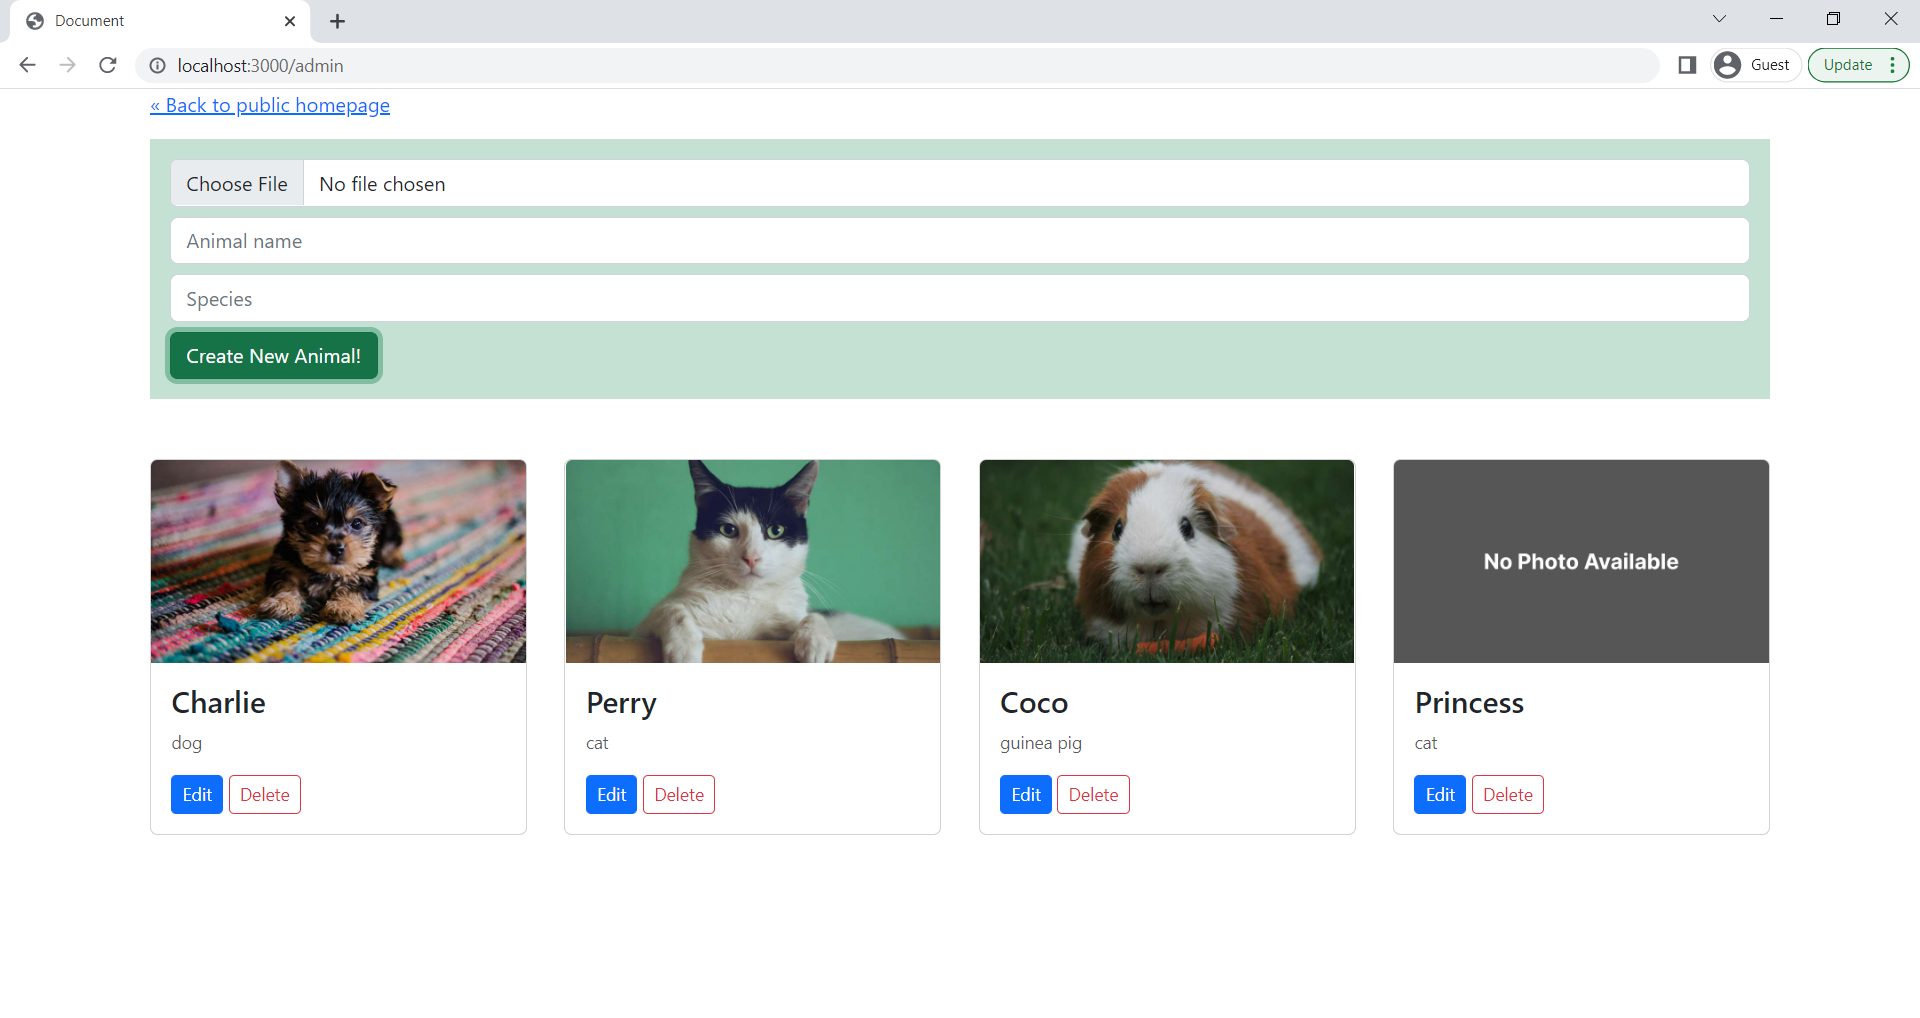 Document
localhost:3000/admin
Guest
Update
« Back to public homepage
Choose File No file chosen
Animal name
Species
Create New Animal!
No Photo Available
Charlie
dog
Edit Delete
Perry
cat
Edit Delete
Coco
guinea pig
Edit Delete
Princess
cat
Edit Delete